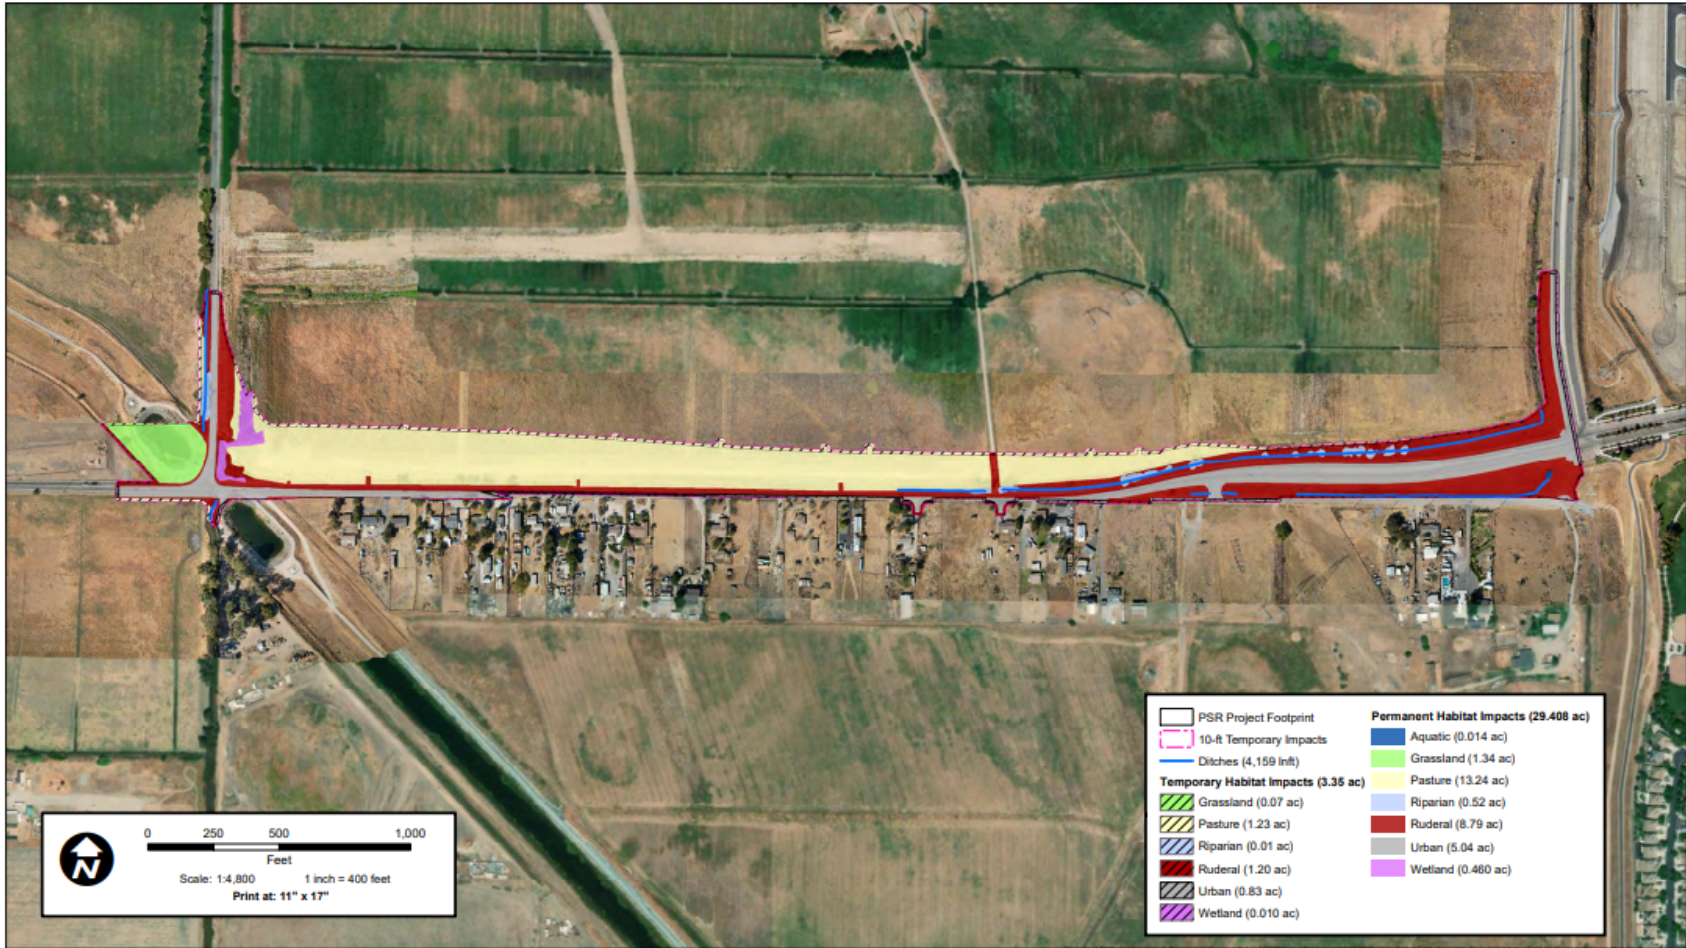 PSR Project Footprint
10-ft Temporary Impacts
Ditches (4,159 lnft)
Temporary Habitat Impacts (3.35 ac)
Grassland (0.07 ac)
Pasture (1.23 ac)
Riparian (0.01 ac)
Ruderal (1.20 ac)
Urban (0.83 ac)
Wetland (0.010 ac)
Permanent Habitat Impacts (29.408 ac)
Aquatic (0.014 ac)
Grassland (1.34 ac)
Pasture (13.24 ac)
Riparian (0.52 ac)
Ruderal (8.79 ac)
Urban (5.04 ac)
Wetland (0.460 ac)
N
0 250 500 1,000
Feet
Scale: 1:4,800 1 inch = 400 feet
Print at: 11" x 17"